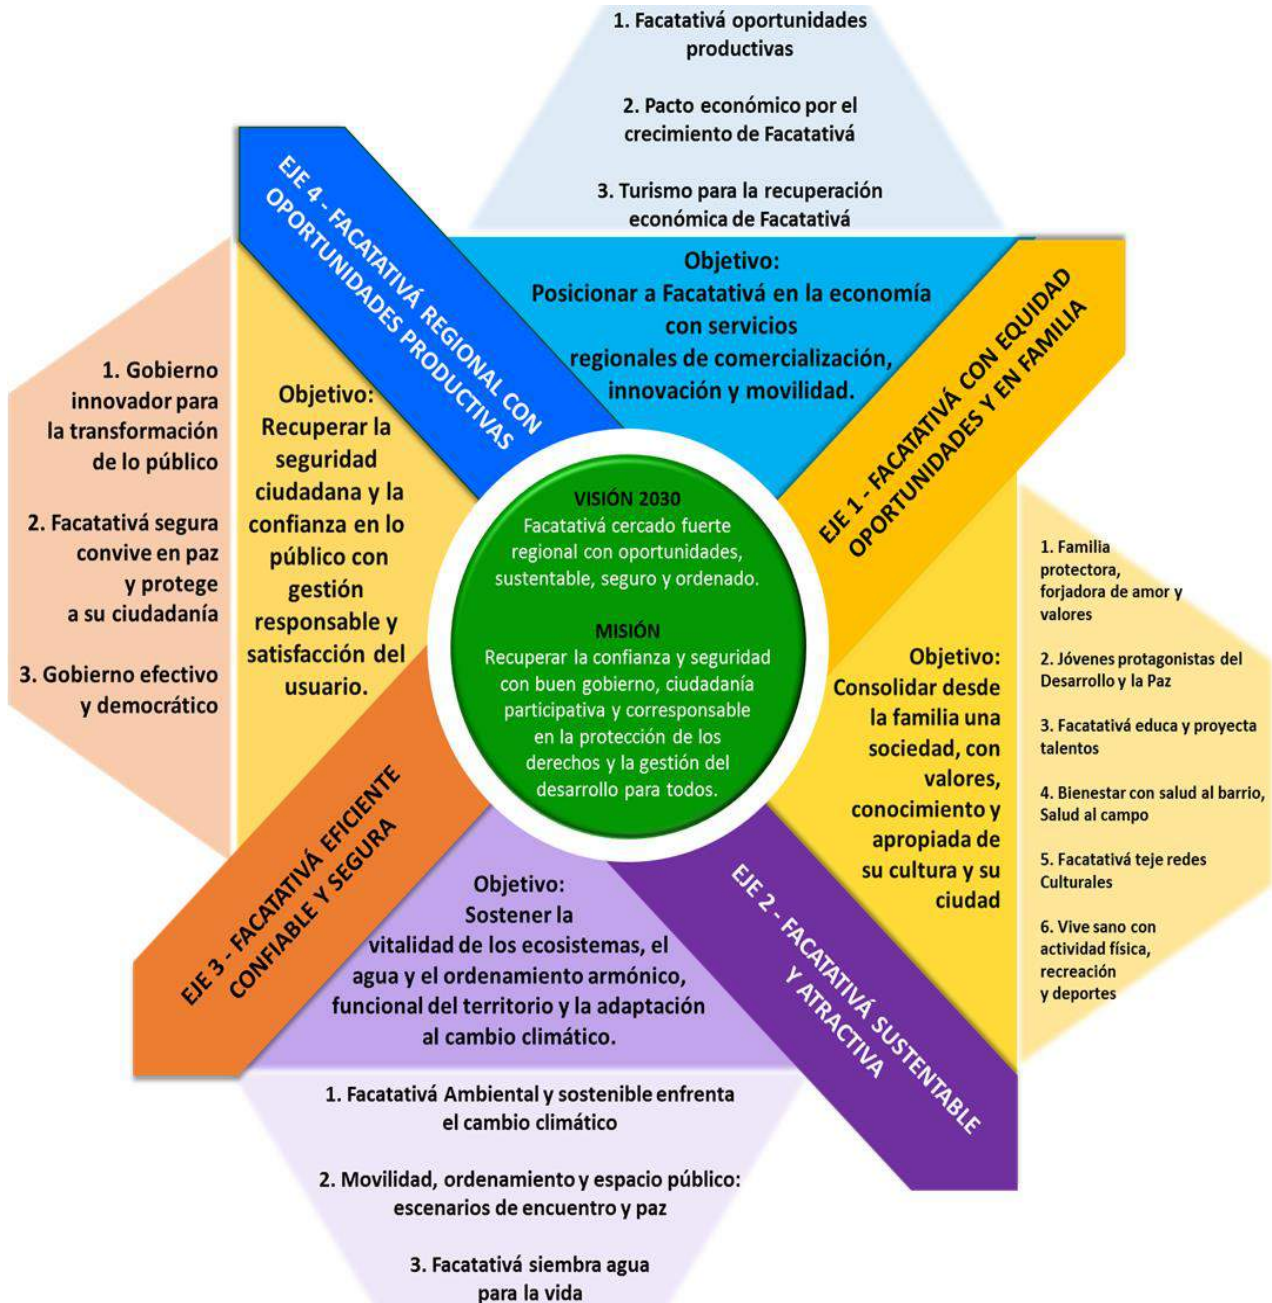 1. Facatativá oportunidades
productivas
2. Pacto económico por el
crecimiento de Facatativá
3. Turismo para la recuperación
económica de Facatativá
EJE 4 - FACATATIVÁ REGIONAL CON
OPORTUNIDADES PRODUCTIVAS
Objetivo:
Posicionar a Facatativá en la economía
con servicios
regionales de comercialización,
innovación y movilidad.
EJE 1 - FACATATIVÁ CON EQUIDAD
OPORTUNIDADES Y EN FAMILIA
1. Gobierno
innovador para
la transformación
de lo público
2. Facatativá segura
convive en paz
y protege
a su ciudadanía
3. Gobierno efectivo
y democrático
Objetivo:
Recuperar la
seguridad
ciudadana y la
confianza en lo
público con
gestión
responsable y
satisfacción del
usuario.
VISIÓN 2030
Facatativá cercado fuerte
regional con oportunidades,
sustentable, seguro y ordenado.
MISIÓN
Recuperar la confianza y seguridad
con buen gobierno, ciudadanía
participativa y corresponsable
en la protección de los
derechos y la gestión del
desarrollo para todos.
Objetivo:
Consolidar desde
la familia una
sociedad, con
valores,
conocimiento y
apropiada de
su cultura y su
ciudad
1. Familia
protectora,
forjadora de amor y
valores
2. Jóvenes protagonistas del
Desarrollo y la Paz
3. Facatativá educa y proyecta
talentos
4. Bienestar con salud al barrio,
Salud al campo
5. Facatativá teje redes
Culturales
6. Vive sano con
actividad física,
recreación
y deportes
EJE 3 - FACATATIVÁ EFICIENTE
CONFIABLE Y SEGURA
Objetivo:
Sostener la
vitalidad de los ecosistemas, el
agua y el ordenamiento armónico,
funcional del territorio y la adaptación
al cambio climático.
EJE 2 - FACATATIVÁ SUSTENTABLE
Y ATRACTIVA
1. Facatativá Ambiental y sostenible enfrenta
el cambio climático
2. Movilidad, ordenamiento y espacio público:
escenarios de encuentro y paz
3. Facatativá siembra agua
para la vida